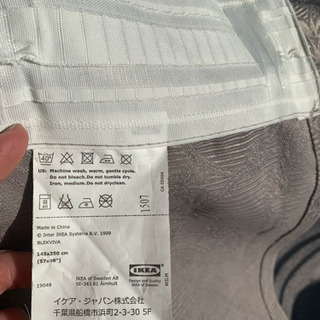 US: Machine wash, warm, gentle cycle.
Do not bleach. Do not tumble dry.
Iron, medium. Do not dryclean.
1507
Made in China
© Inter IKEA Systems B.V. 1999
BLEKVIVA
145x250 cm
IKEA of Sweden AB
SE-343 81 Älmhult
IKEA
19049
イケア・ジャパン株式会社
千葉県船橋市浜町2-3-30 5F